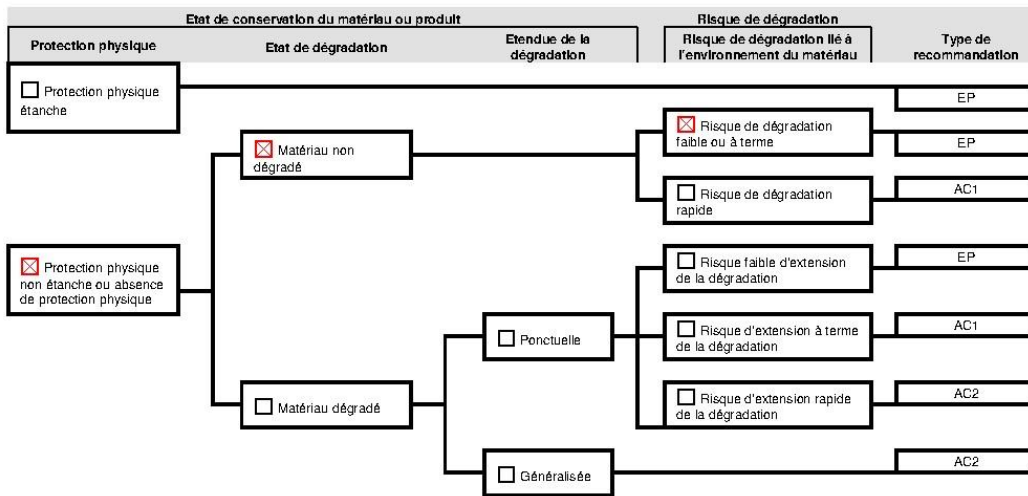 Etat de conservation du matériau ou produit
Risque de dégradation
Protection physique
Etat de dégradation
Etendue de la
dégradation
Risque de dégradation lié à
l'environnement du matériau
Type de
recommandation
Protection physique
étanche
EP
Matériau non
dégradé
Risque de dégradation
faible ou à terme
EP
Risque de dégradation
rapide
AC1
Protection physique
non étanche ou absence
de protection physique
Risque faible d'extension
de la dégradation
EP
Ponctuelle
Risque d'extension à terme
de la dégradation
AC1
Matériau dégradé
Risque d'extension rapide
de la dégradation
AC2
Généralisée
AC2